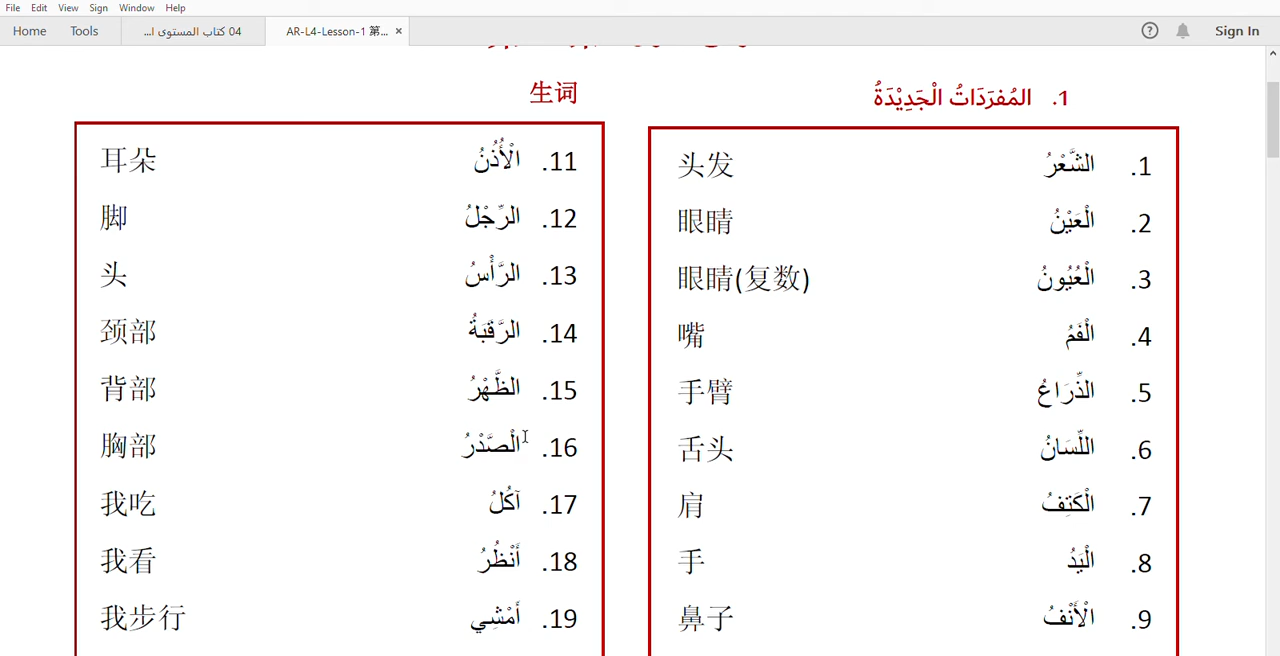 File Edit View Sign Window Help
Home Tools 04 كتاب المستوى ا... AR-L4-Lesson-1 第... × Sign In
1. المُفرَدَاتُ الْجَدِيْدَةُ 生词
1. الشَّعْرُ 头发
2. الْعَيْنُ 眼睛
3. الْعُيُونُ 眼睛(复数)
4. الْفَمُ 嘴
5. الذِّرَاعُ 手臂
6. اللِّسَانُ 舌头
7. الْكَتِفُ 肩
8. الْيَدُ 手
9. الْأَنْفُ 鼻子
11. الْأُذُنُ 耳朵
12. الرِّجْلُ 脚
13. الرَّأْسُ 头
14. الرَّقَبَةُ 颈部
15. الظَّهْرُ 背部
16. الْصَّدْرُ 胸部
17. آكُلُ 我吃
18. أَنْظُرُ 我看
19. أَمْشِي 我步行